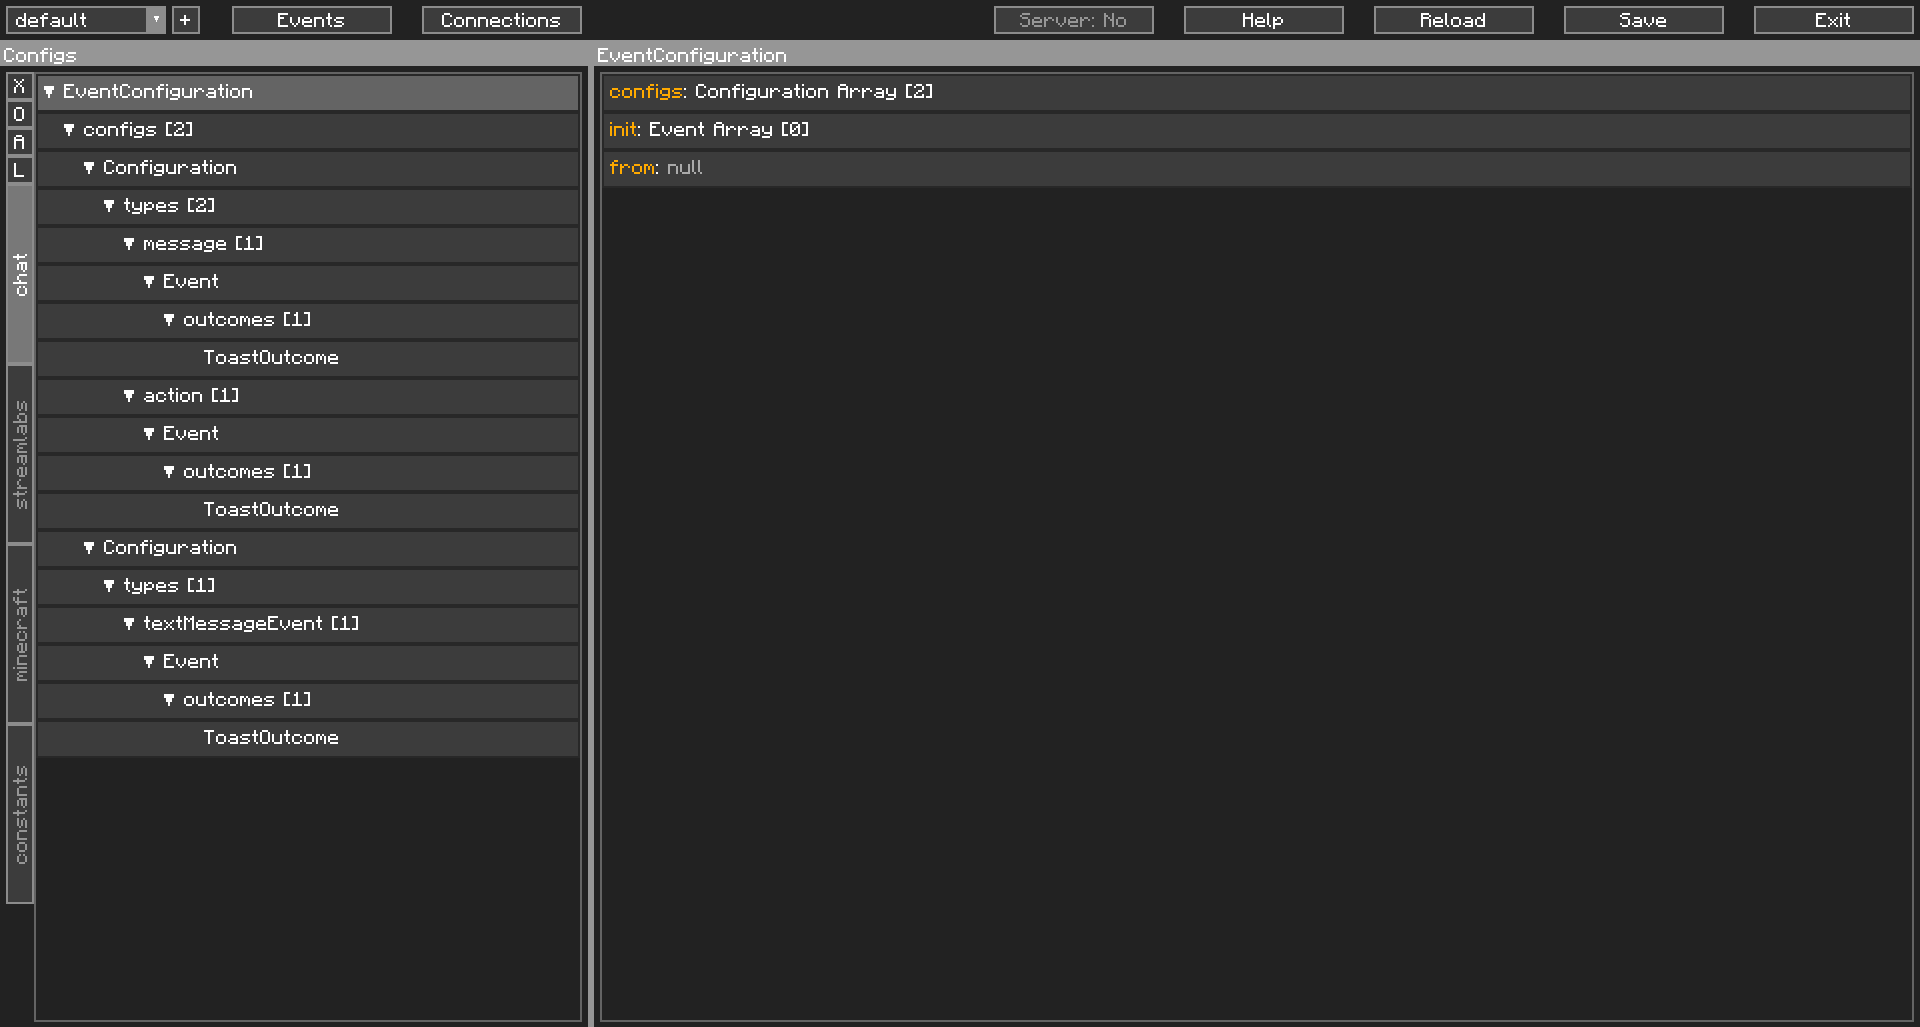 default ▼ + Events Connections Server: No Help Reload Save Exit
Configs
EventConfiguration
X
O
A
L
chat
streamlabs
minecraft
constants
▼ EventConfiguration
▼ configs [2]
▼ Configuration
▼ types [2]
▼ message [1]
▼ Event
▼ outcomes [1]
ToastOutcome
▼ action [1]
▼ Event
▼ outcomes [1]
ToastOutcome
▼ Configuration
▼ types [1]
▼ textMessageEvent [1]
▼ Event
▼ outcomes [1]
ToastOutcome
configs: Configuration Array [2]
init: Event Array [0]
from: null